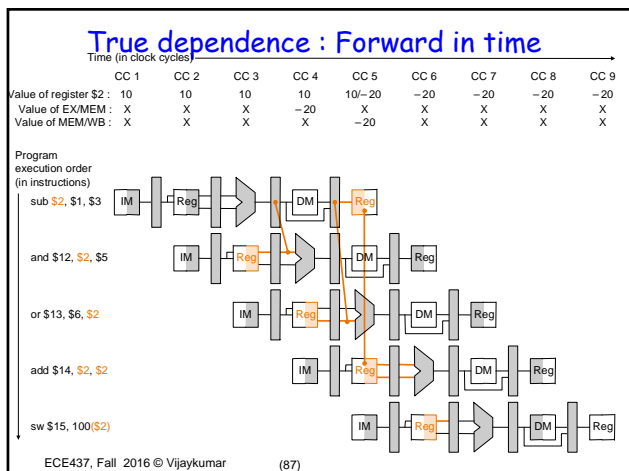 True dependence : Forward in time
Time (in clock cycles)
CC 1 CC 2 CC 3 CC 4 CC 5 CC 6 CC 7 CC 8 CC 9
Value of register $2 : 10 10 10 10 10/–20 –20 –20 –20 –20
Value of EX/MEM : X X X –20 X X X X X
Value of MEM/WB : X X X X –20 X X X X
Program
execution order
(in instructions)
sub $2, $1, $3 IM Reg DM Reg
and $12, $2, $5 IM Reg DM Reg
or $13, $6, $2 IM Reg DM Reg
add $14, $2, $2 IM Reg DM Reg
sw $15, 100($2) IM Reg DM Reg
ECE437, Fall 2016 © Vijaykumar (87)